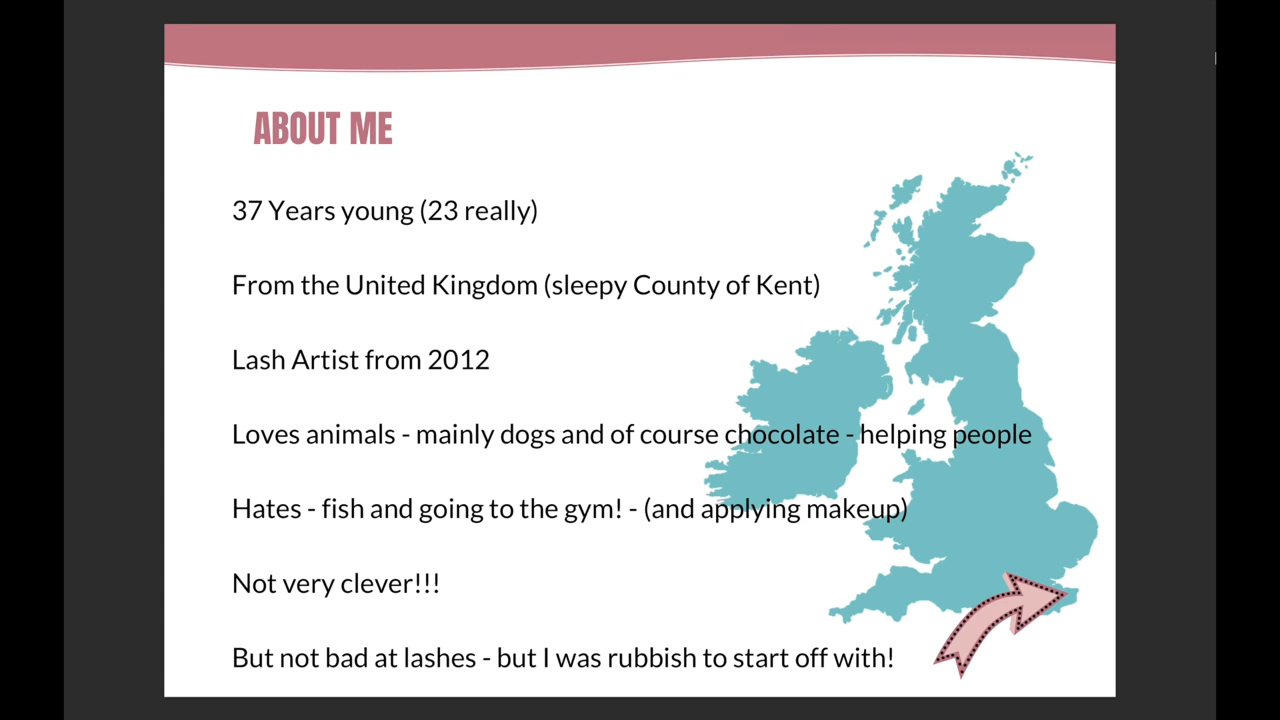 ABOUT ME
37 Years young (23 really)
From the United Kingdom (sleepy County of Kent)
Lash Artist from 2012
Loves animals - mainly dogs and of course chocolate - helping people
Hates - fish and going to the gym! - (and applying makeup)
Not very clever!!!
But not bad at lashes - but I was rubbish to start off with!